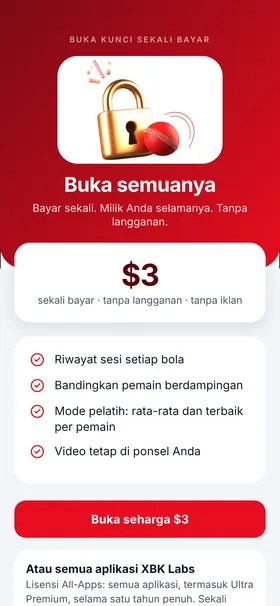 BUKA KUNCI SEKALI BAYAR
Buka semuanya
Bayar sekali. Milik Anda selamanya. Tanpa
langganan.
$3
sekali bayar · tanpa langganan · tanpa iklan
Riwayat sesi setiap bola
Bandingkan pemain berdampingan
Mode pelatih: rata-rata dan terbaik
per pemain
Video tetap di ponsel Anda
Buka seharga $3
Atau semua aplikasi XBK Labs
Lisensi All-Apps: semua aplikasi, termasuk Ultra
Premium, selama satu tahun penuh. Sekali